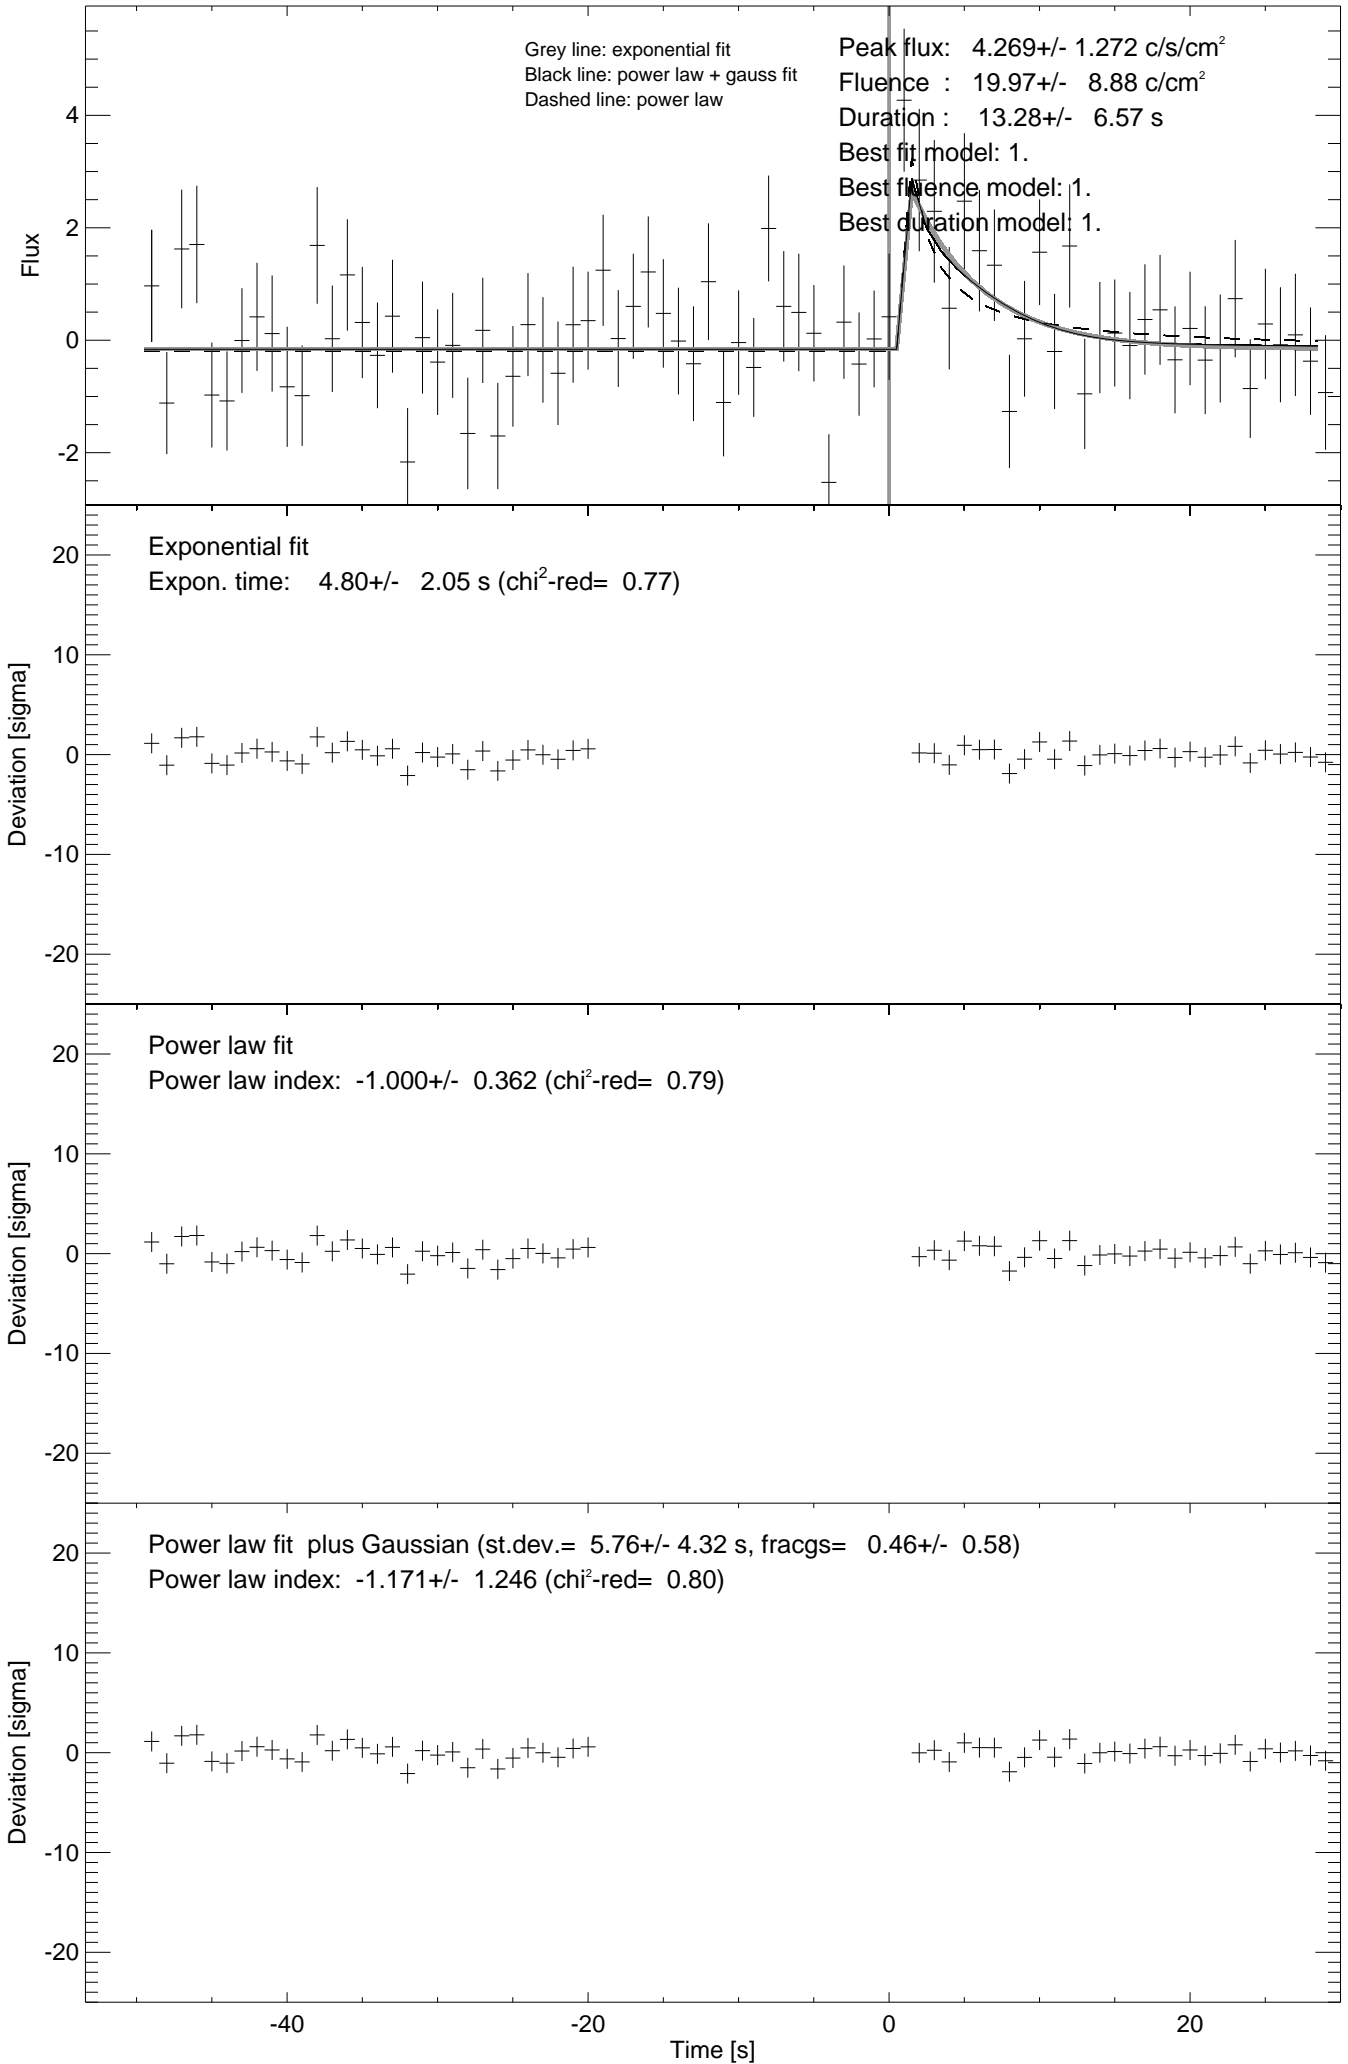 Grey line: exponential fit
Black line: power law + gauss fit
Dashed line: power law
Peak flux: 4.269+/- 1.272 c/s/cm²
Fluence : 19.97+/- 8.88 c/cm²
Duration : 13.28+/- 6.57 s
Best fit model: 1.
Best fluence model: 1.
Best duration model: 1.
Flux
4
2
0
-2
Exponential fit
Expon. time: 4.80+/- 2.05 s (chi²-red= 0.77)
Deviation [sigma]
20
10
0
-10
-20
Power law fit
Power law index: -1.000+/- 0.362 (chi²-red= 0.79)
Deviation [sigma]
20
10
0
-10
-20
Power law fit plus Gaussian (st.dev.= 5.76+/- 4.32 s, fracgs= 0.46+/- 0.58)
Power law index: -1.171+/- 1.246 (chi²-red= 0.80)
Deviation [sigma]
20
10
0
-10
-20
-40 -20 0 20
Time [s]